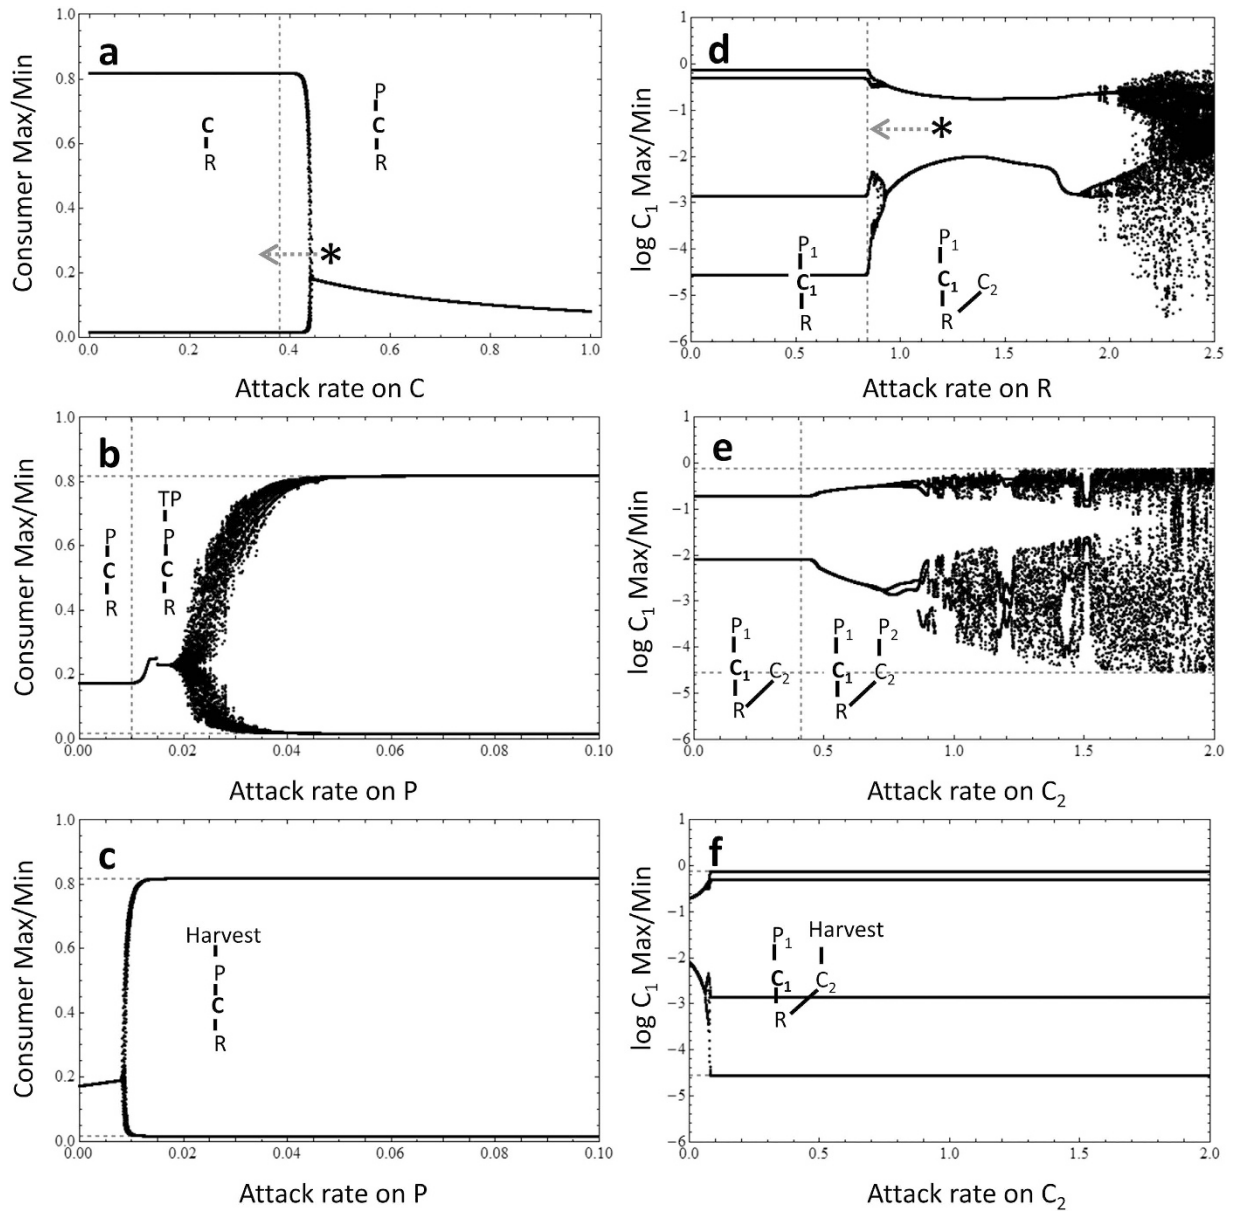 a
Consumer Max/Min
1.0
0.8
0.6
0.4
0.2
0.0
C
R
P
C
R
*
0.0 0.2 0.4 0.6 0.8 1.0
Attack rate on C
d
log C1 Max/Min
1
0
−1
−2
−3
−4
−5
−6
*
P1
C1
R
P1
C1
C2
R
0.0 0.5 1.0 1.5 2.0 2.5
Attack rate on R
b
Consumer Max/Min
1.0
0.8
0.6
0.4
0.2
0.0
P
C
R
TP
P
C
R
0.00 0.02 0.04 0.06 0.08 0.10
Attack rate on P
e
log C1 Max/Min
1
0
−1
−2
−3
−4
−5
−6
P1
C1
C2
R
P1
P2
C1
C2
R
0.0 0.5 1.0 1.5 2.0
Attack rate on C2
c
Consumer Max/Min
1.0
0.8
0.6
0.4
0.2
0.0
Harvest
P
C
R
0.00 0.02 0.04 0.06 0.08 0.10
Attack rate on P
f
log C1 Max/Min
1
0
−1
−2
−3
−4
−5
−6
P1
Harvest
C1
C2
R
0.0 0.5 1.0 1.5 2.0
Attack rate on C2